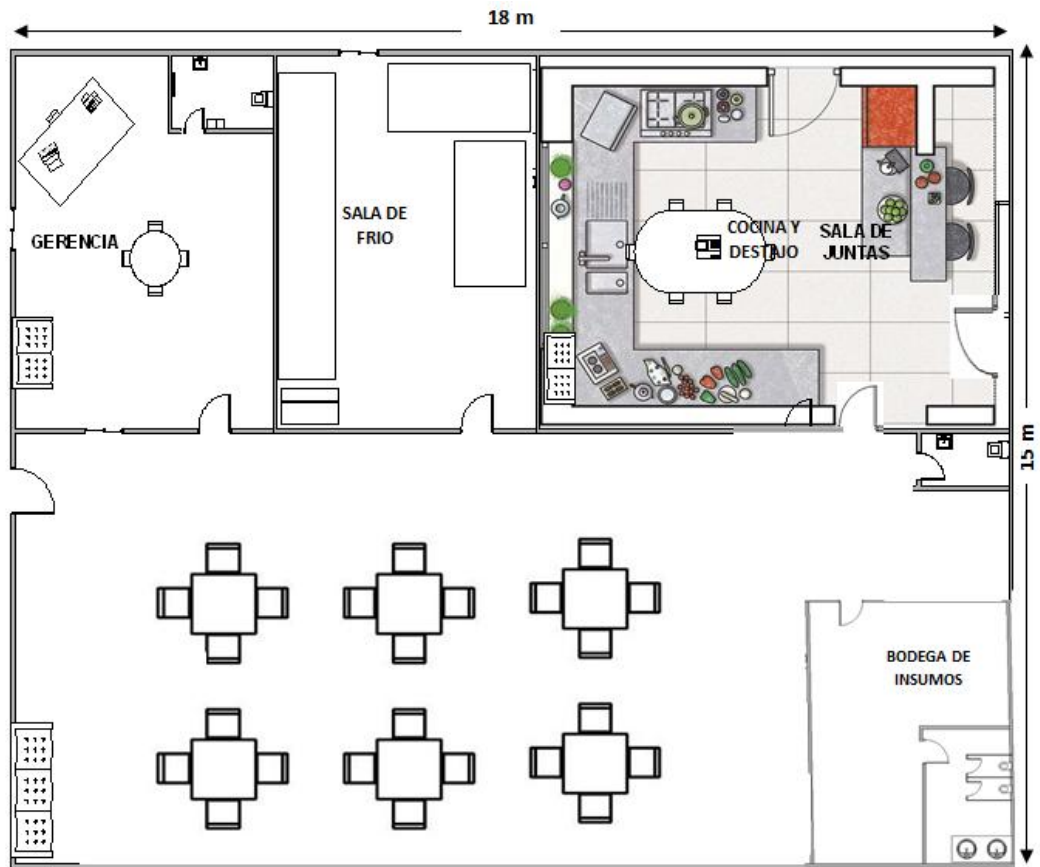 18 m
GERENCIA
SALA DE
FRIO
COCINA Y
DESTAJO
SALA DE
JUNTAS
15 m
BODEGA DE
INSUMOS